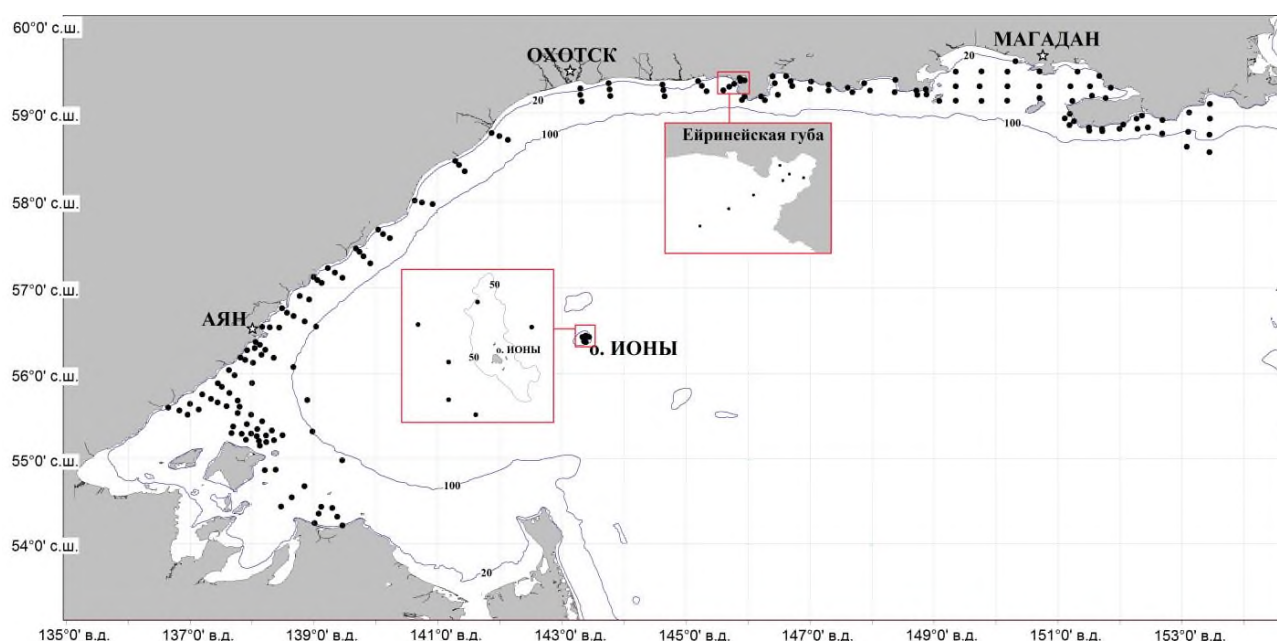 60°0' с.ш.
59°0' с.ш.
58°0' с.ш.
57°0' с.ш.
56°0' с.ш.
55°0' с.ш.
54°0' с.ш.
ОХОТСК
МАГАДАН
20
20
100
100
Ейринейская губа
АЯН
50
50
о. ИОНЫ
о. ИОНЫ
100
20
135°0' в.д.
137°0' в.д.
139°0' в.д.
141°0' в.д.
143°0' в.д.
145°0' в.д.
147°0' в.д.
149°0' в.д.
151°0' в.д.
153°0' в.д.